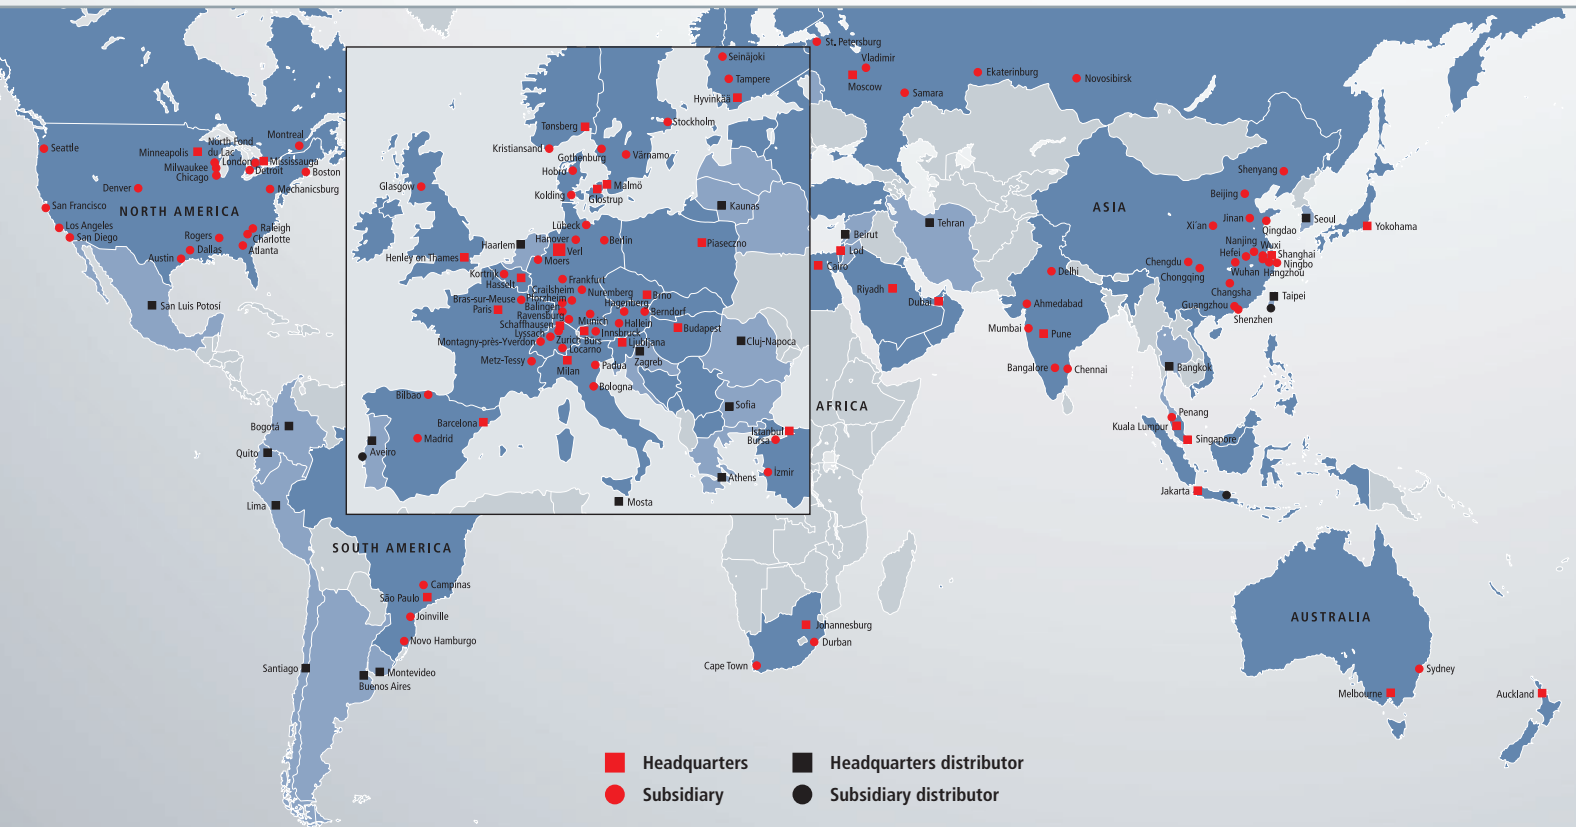 St. Petersburg
Vladimir
Moscow
Ekaterinburg
Novosibirsk
Samara
Seinäjoki
Tampere
Hyvinkää
Tønsberg
Stockholm
Kristiansand
Gothenburg
Värnamo
Hobro
Malmö
Kolding
Glostrup
Glasgow
Kaunas
Lübeck
Hanover
Berlin
Haarlem
Verl
Piaseczno
Henley on Thames
Moers
Kortrijk
Hasselt
Frankfurt
Crailsheim
Nuremberg
Bras-sur-Meuse
Pforzheim
Brno
Paris
Balingen
Hagenberg
Berndorf
Ravensburg
Munich
Hallein
Schaffhausen
Lyssach
Innsbruck
Budapest
Montagny-près-Yverdon
Zurich
Bürs
Ljubljana
Cluj-Napoca
Locarno
Zagreb
Metz-Tessy
Milan
Padua
Bologna
Bilbao
Barcelona
Madrid
Aveiro
Sofia
Istanbul
Bursa
Izmir
Athens
Mosta
Seattle
Montreal
Minneapolis
North Fond
du Lac
London
Mississauga
Milwaukee
Detroit
Boston
Chicago
Denver
Mechanicsburg
San Francisco
NORTH AMERICA
Los Angeles
San Diego
Rogers
Raleigh
Charlotte
Dallas
Atlanta
Austin
San Luis Potosí
Bogotá
Quito
Lima
SOUTH AMERICA
Campinas
São Paulo
Joinville
Novo Hamburgo
Santiago
Montevideo
Buenos Aires
Beirut
Tehran
Lod
Cairo
Riyadh
Dubai
AFRICA
Johannesburg
Durban
Cape Town
ASIA
Shenyang
Beijing
Jinan
Xi'an
Qingdao
Seoul
Yokohama
Nanjing
Wuxi
Hefei
Shanghai
Chengdu
Ningbo
Chongqing
Wuhan
Hangzhou
Delhi
Changsha
Taipei
Ahmedabad
Guangzhou
Shenzhen
Mumbai
Pune
Bangalore
Chennai
Bangkok
Penang
Kuala Lumpur
Singapore
Jakarta
AUSTRALIA
Sydney
Melbourne
Auckland
Headquarters
Headquarters distributor
Subsidiary
Subsidiary distributor